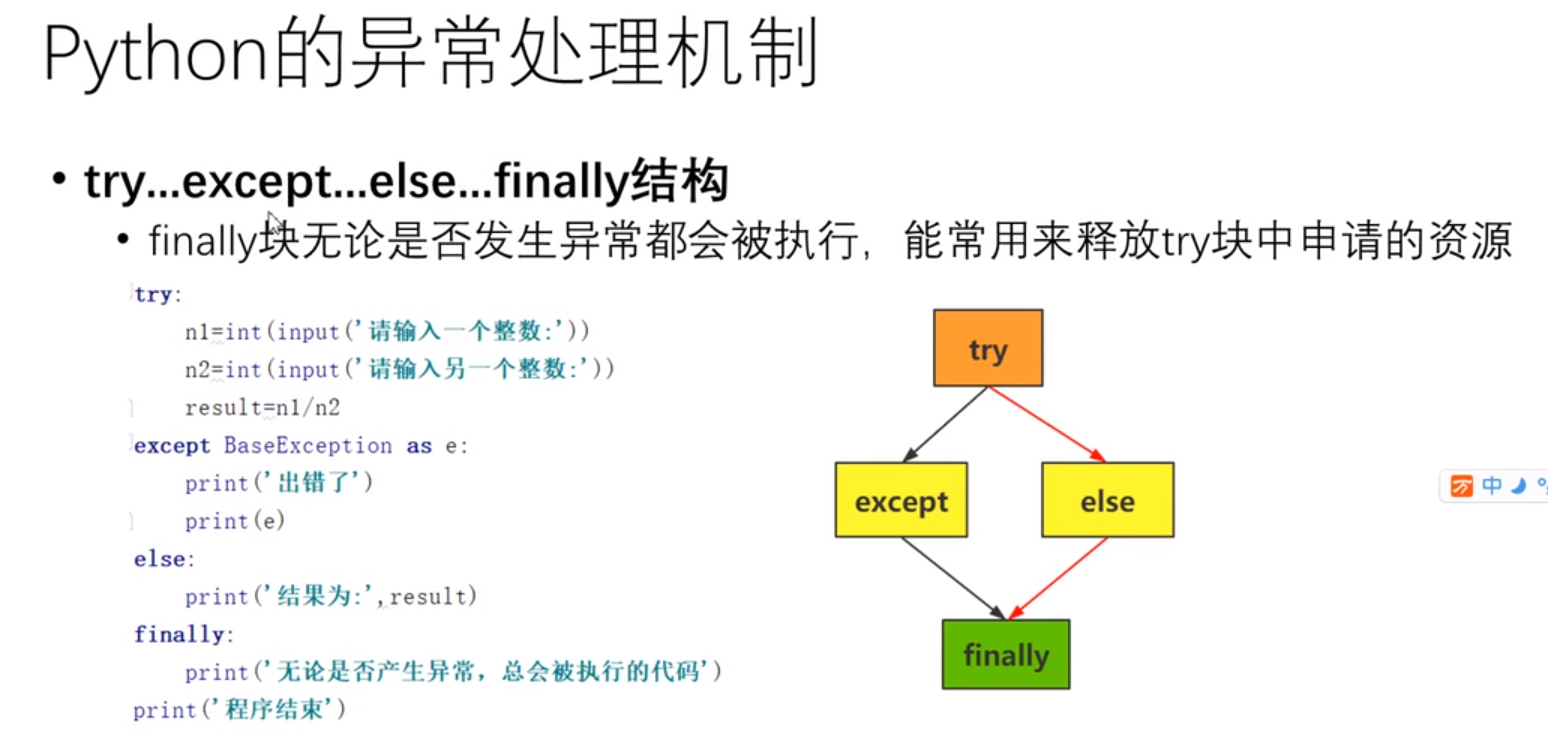 Python的异常处理机制
• try...except...else...finally结构
• finally块无论是否发生异常都会被执行，能常用来释放try块中申请的资源
try:
n1=int(input('请输入一个整数:'))
n2=int(input('请输入另一个整数:'))
result=n1/n2
except BaseException as e:
print('出错了')
print(e)
else:
print('结果为:',result)
finally:
print('无论是否产生异常，总会被执行的代码')
print('程序结束')
try
except
else
finally
中